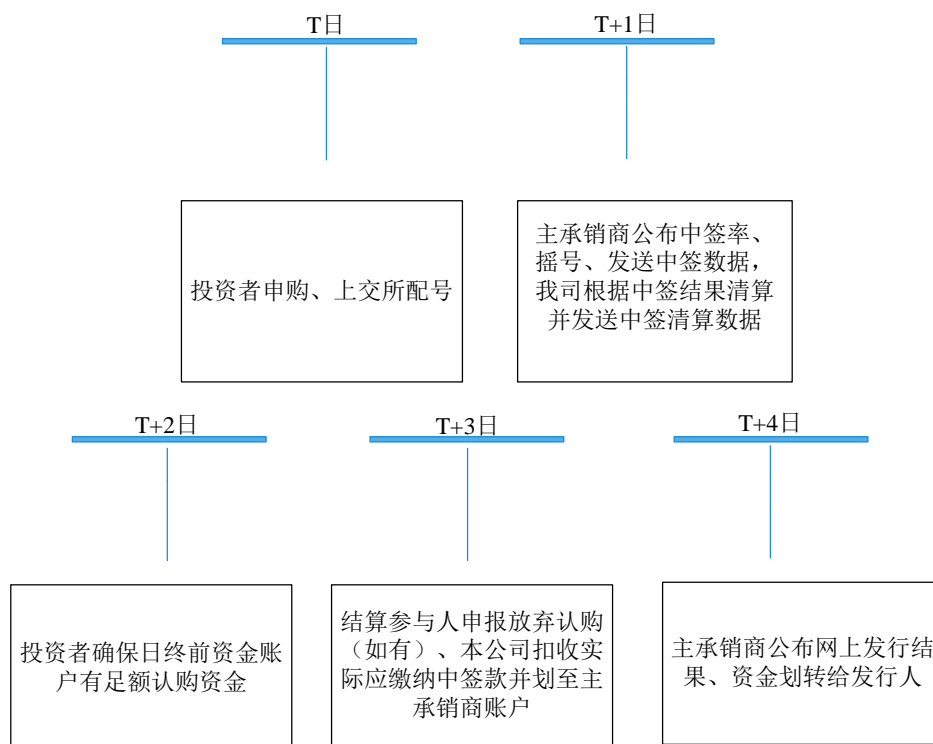 T日
T+1日
投资者申购、上交所配号
主承销商公布中签率、
摇号、发送中签数据，
我司根据中签结果清算
并发送中签清算数据
T+2日
T+3日
T+4日
投资者确保日终前资金账
户有足额认购资金
结算参与人申报放弃认购
（如有）、本公司扣收实
际应缴纳中签款并划至主
承销商账户
主承销商公布网上发行结
果、资金划转给发行人